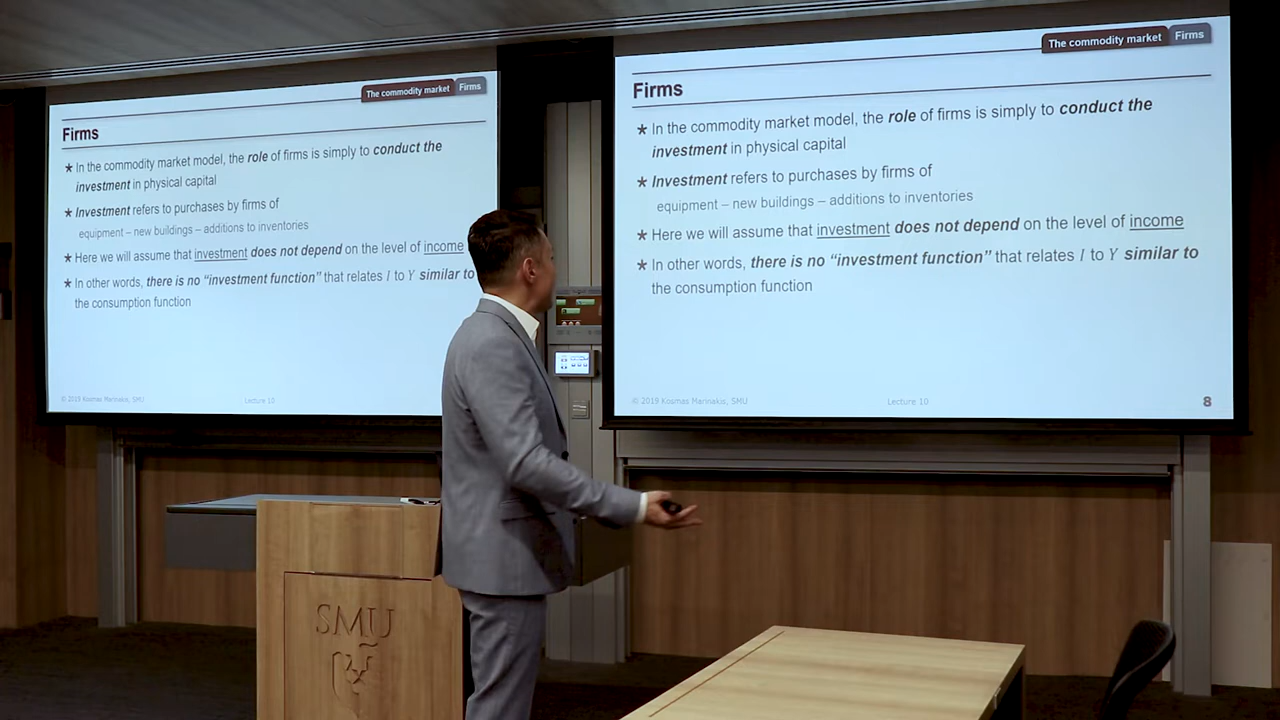 The commodity market Firms
Firms
★ In the commodity market model, the role of firms is simply to conduct the
investment in physical capital
★ Investment refers to purchases by firms of
equipment – new buildings – additions to inventories
★ Here we will assume that investment does not depend on the level of income
★ In other words, there is no “investment function” that relates I to Y similar to
the consumption function
© 2019 Kosmas Marinakis, SMU
Lecture 10
The commodity market Firms
Firms
★ In the commodity market model, the role of firms is simply to conduct the
investment in physical capital
★ Investment refers to purchases by firms of
equipment – new buildings – additions to inventories
★ Here we will assume that investment does not depend on the level of income
★ In other words, there is no “investment function” that relates I to Y similar to
the consumption function
© 2019 Kosmas Marinakis, SMU
Lecture 10
8
SMU